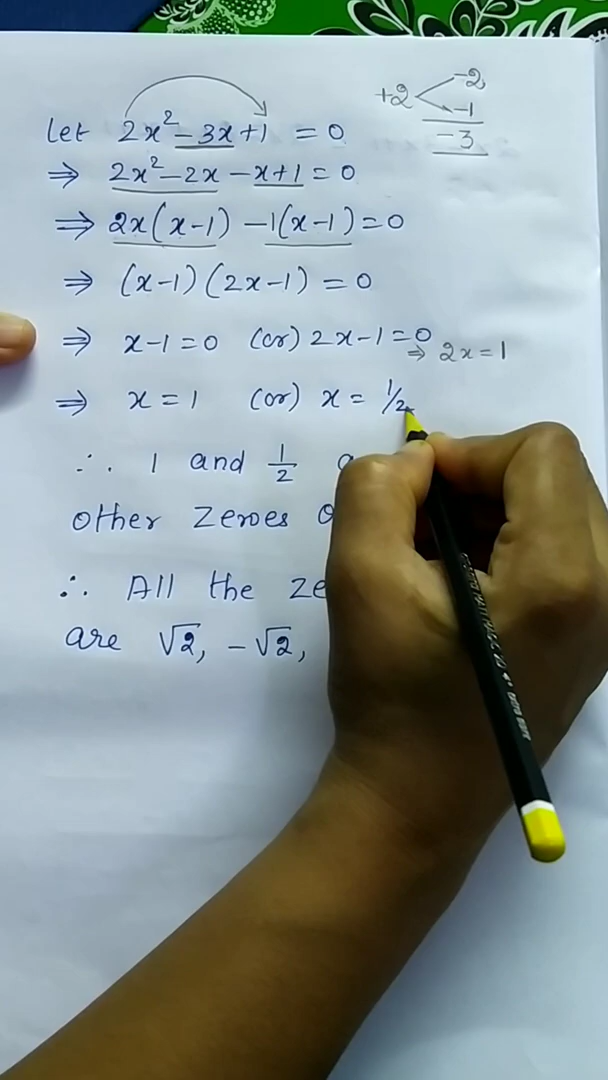 Let 2x² - 3x + 1 = 0
+2 < -2, -1
-3
⇒ 2x² - 2x - x + 1 = 0
⇒ 2x(x-1) - 1(x-1) = 0
⇒ (x-1)(2x-1) = 0
⇒ x-1 = 0 (or) 2x-1 = 0
⇒ 2x = 1
⇒ x = 1 (or) x = 1/2
∴ 1 and 1/2
other zeroes
∴ All the
are √2, -√2,